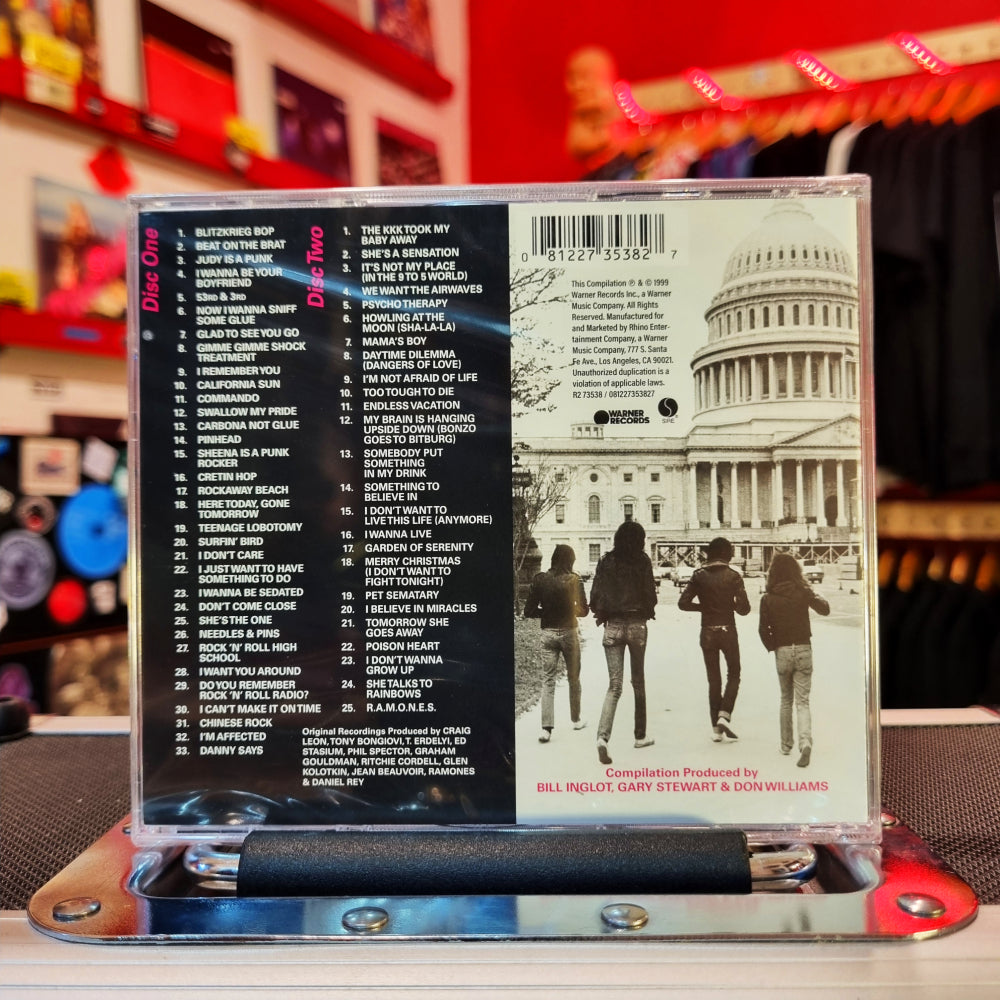 Disc One
1. BLITZKRIEG BOP
2. BEAT ON THE BRAT
3. JUDY IS A PUNK
4. I WANNA BE YOUR
BOYFRIEND
5. 53RD & 3RD
6. NOW I WANNA SNIFF
SOME GLUE
7. GLAD TO SEE YOU GO
8. GIMME GIMME SHOCK
TREATMENT
9. I REMEMBER YOU
10. CALIFORNIA SUN
11. COMMANDO
12. SWALLOW MY PRIDE
13. CARBONA NOT GLUE
14. PINHEAD
15. SHEENA IS A PUNK
ROCKER
16. CRETIN HOP
17. ROCKAWAY BEACH
18. HERE TODAY, GONE
TOMORROW
19. TEENAGE LOBOTOMY
20. SURFIN' BIRD
21. I DON'T CARE
22. I JUST WANT TO HAVE
SOMETHING TO DO
23. I WANNA BE SEDATED
24. DON'T COME CLOSE
25. SHE'S THE ONE
26. NEEDLES & PINS
27. ROCK 'N' ROLL HIGH
SCHOOL
28. I WANT YOU AROUND
29. DO YOU REMEMBER
ROCK 'N' ROLL RADIO?
30. I CAN'T MAKE IT ON TIME
31. CHINESE ROCK
32. I'M AFFECTED
33. DANNY SAYS
Disc Two
1. THE KKK TOOK MY
BABY AWAY
2. SHE'S A SENSATION
3. IT'S NOT MY PLACE
(IN THE 9 TO 5 WORLD)
4. WE WANT THE AIRWAVES
5. PSYCHO THERAPY
6. HOWLING AT THE
MOON (SHA-LA-LA)
7. MAMA'S BOY
8. DAYTIME DILEMMA
(DANGERS OF LOVE)
9. I'M NOT AFRAID OF LIFE
10. TOO TOUGH TO DIE
11. ENDLESS VACATION
12. MY BRAIN IS HANGING
UPSIDE DOWN (BONZO
GOES TO BITBURG)
13. SOMEBODY PUT
SOMETHING
IN MY DRINK
14. SOMETHING TO
BELIEVE IN
15. I DON'T WANT TO
LIVE THIS LIFE (ANYMORE)
16. I WANNA LIVE
17. GARDEN OF SERENITY
18. MERRY CHRISTMAS
(I DON'T WANT TO
FIGHT TONIGHT)
19. PET SEMATARY
20. I BELIEVE IN MIRACLES
21. TOMORROW SHE
GOES AWAY
22. POISON HEART
23. I DON'T WANNA
GROW UP
24. SHE TALKS TO
RAINBOWS
25. R.A.M.O.N.E.S.
Original Recordings Produced by CRAIG
LEON, TONY BONGIOVI, T. ERDELYI, ED
STASIUM, PHIL SPECTOR, GRAHAM
GOULDMAN, RITCHIE CORDELL, GLEN
KOLOTKIN, JEAN BEAUVOIR, RAMONES
& DANIEL REY
0 81227 35382 7
This Compilation ℗ & © 1999
Warner Records Inc., a Warner
Music Company. All Rights
Reserved. Manufactured for
and Marketed by Rhino Enter-
tainment Company, a Warner
Music Company, 777 S. Santa
Fe Ave., Los Angeles, CA 90021.
Unauthorized duplication is a
violation of applicable laws.
R2 73538 / 081227353827
WARNER
RECORDS
SIRE
Compilation Produced by
BILL INGLOT, GARY STEWART & DON WILLIAMS